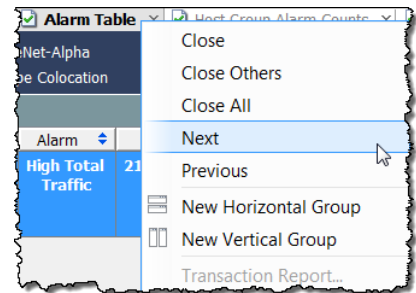 Alarm Table
Host Group Alarm Counts
eNet-Alpha
be Colocation
Close
Close Others
Close All
Next
Previous
New Horizontal Group
New Vertical Group
Transaction Report...
Alarm
High Total
Traffic
21